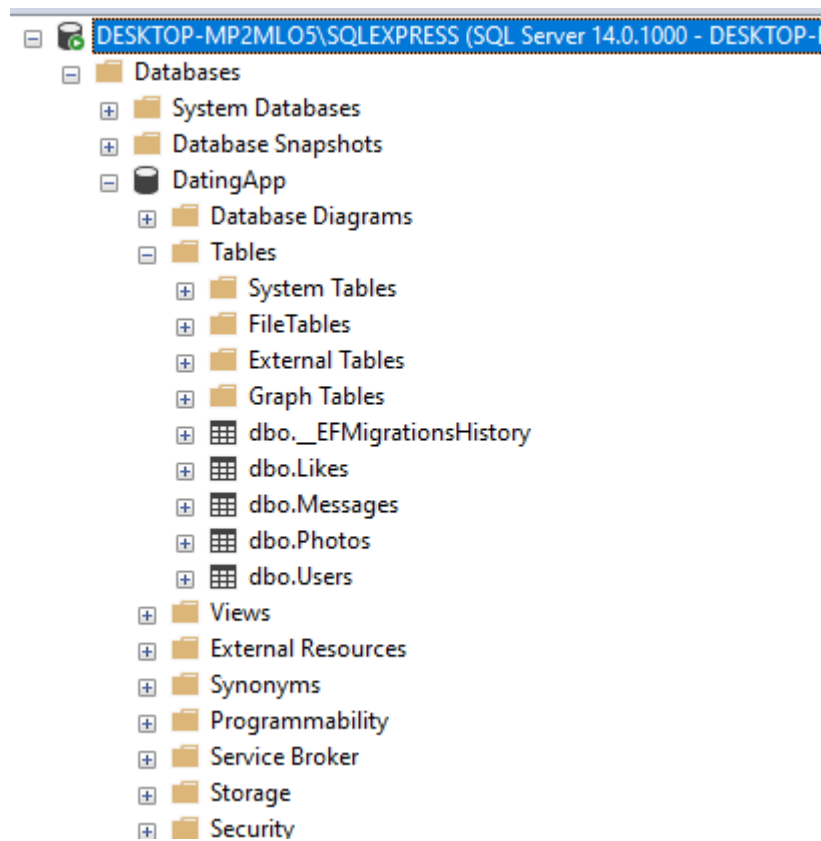 DESKTOP-MP2MLO5\SQLEXPRESS (SQL Server 14.0.1000 - DESKTOP-
Databases
System Databases
Database Snapshots
DatingApp
Database Diagrams
Tables
System Tables
FileTables
External Tables
Graph Tables
dbo.__EFMigrationsHistory
dbo.Likes
dbo.Messages
dbo.Photos
dbo.Users
Views
External Resources
Synonyms
Programmability
Service Broker
Storage
Security